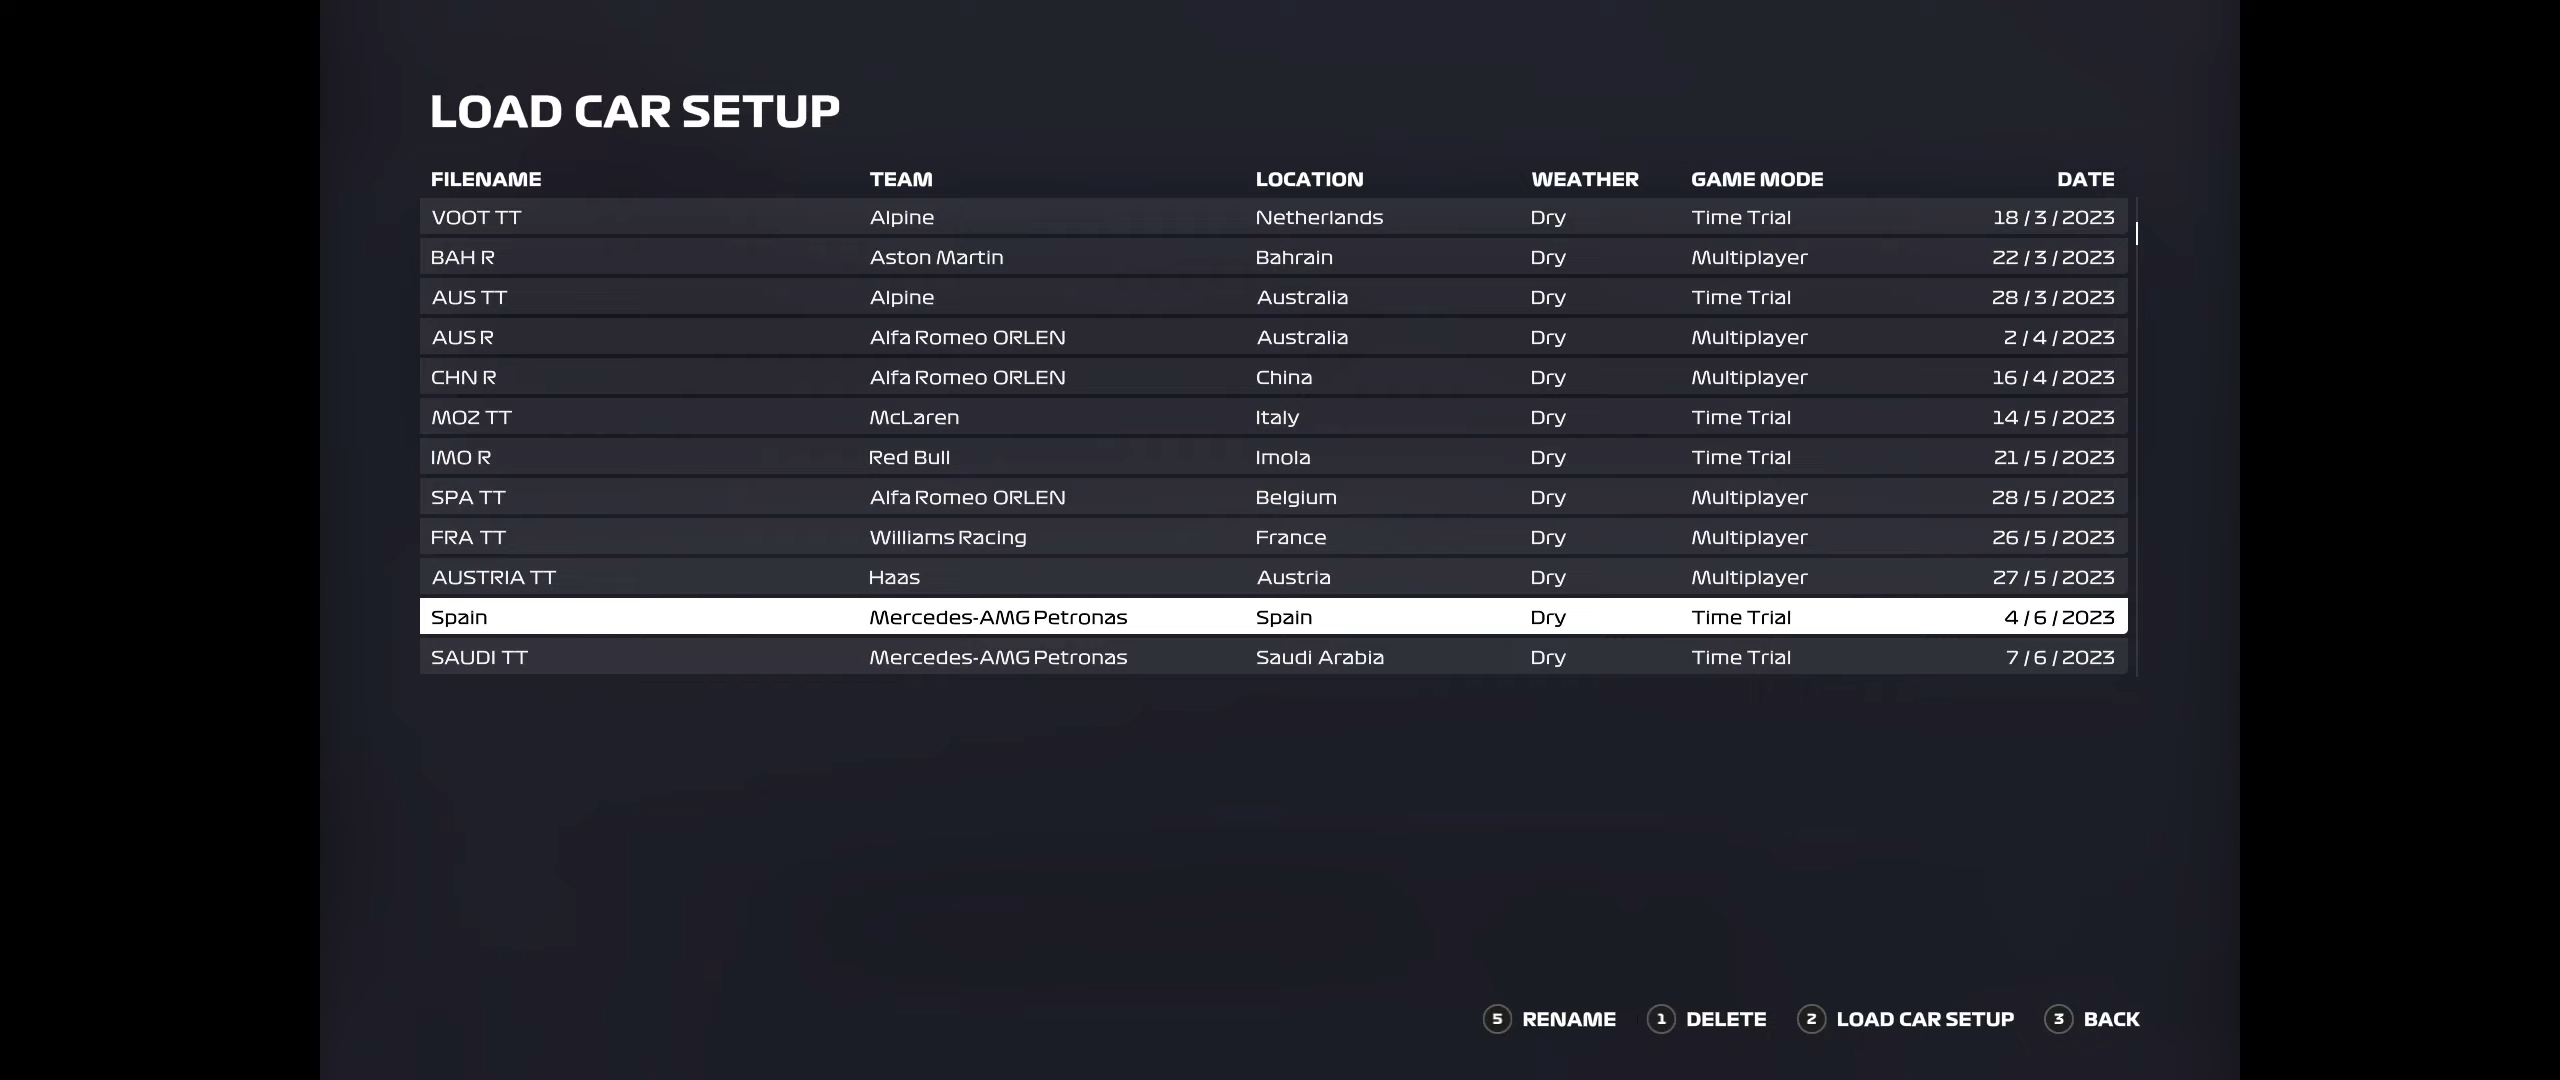 LOAD CAR SETUP
FILENAME TEAM LOCATION WEATHER GAME MODE DATE
VOOT TT Alpine Netherlands Dry Time Trial 18 / 3 / 2023
BAH R Aston Martin Bahrain Dry Multiplayer 22 / 3 / 2023
AUS TT Alpine Australia Dry Time Trial 28 / 3 / 2023
AUS R Alfa Romeo ORLEN Australia Dry Multiplayer 2 / 4 / 2023
CHN R Alfa Romeo ORLEN China Dry Multiplayer 16 / 4 / 2023
MOZ TT McLaren Italy Dry Time Trial 14 / 5 / 2023
IMO R Red Bull Imola Dry Time Trial 21 / 5 / 2023
SPA TT Alfa Romeo ORLEN Belgium Dry Multiplayer 28 / 5 / 2023
FRA TT Williams Racing France Dry Multiplayer 26 / 5 / 2023
AUSTRIA TT Haas Austria Dry Multiplayer 27 / 5 / 2023
Spain Mercedes-AMG Petronas Spain Dry Time Trial 4 / 6 / 2023
SAUDI TT Mercedes-AMG Petronas Saudi Arabia Dry Time Trial 7 / 6 / 2023
5 RENAME 1 DELETE 2 LOAD CAR SETUP 3 BACK